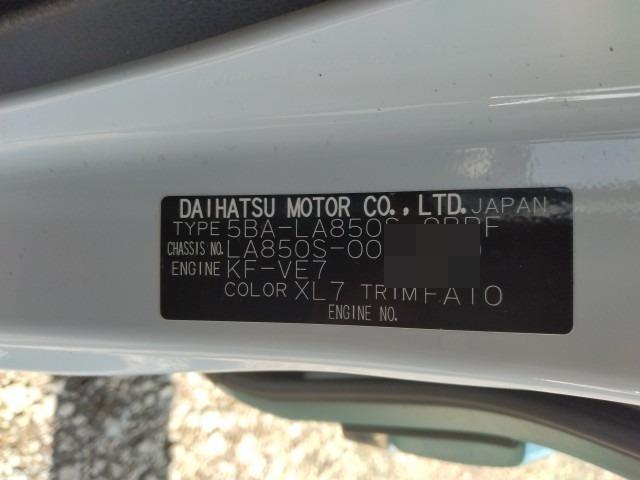 DAIHATSU MOTOR CO., LTD. JAPAN
TYPE 5BA-LA850S-GBPF
CHASSIS NO. LA850S-00
ENGINE KF-VE7
COLOR XL7 TRIM FA10
ENGINE NO.